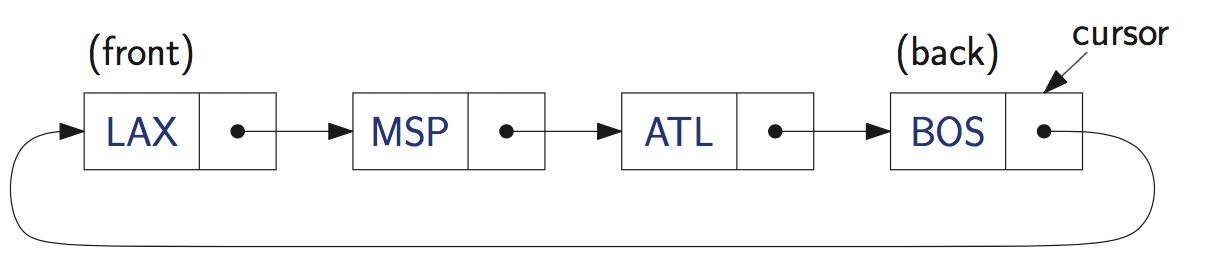 (front)
(back)
cursor
LAX
MSP
ATL
BOS